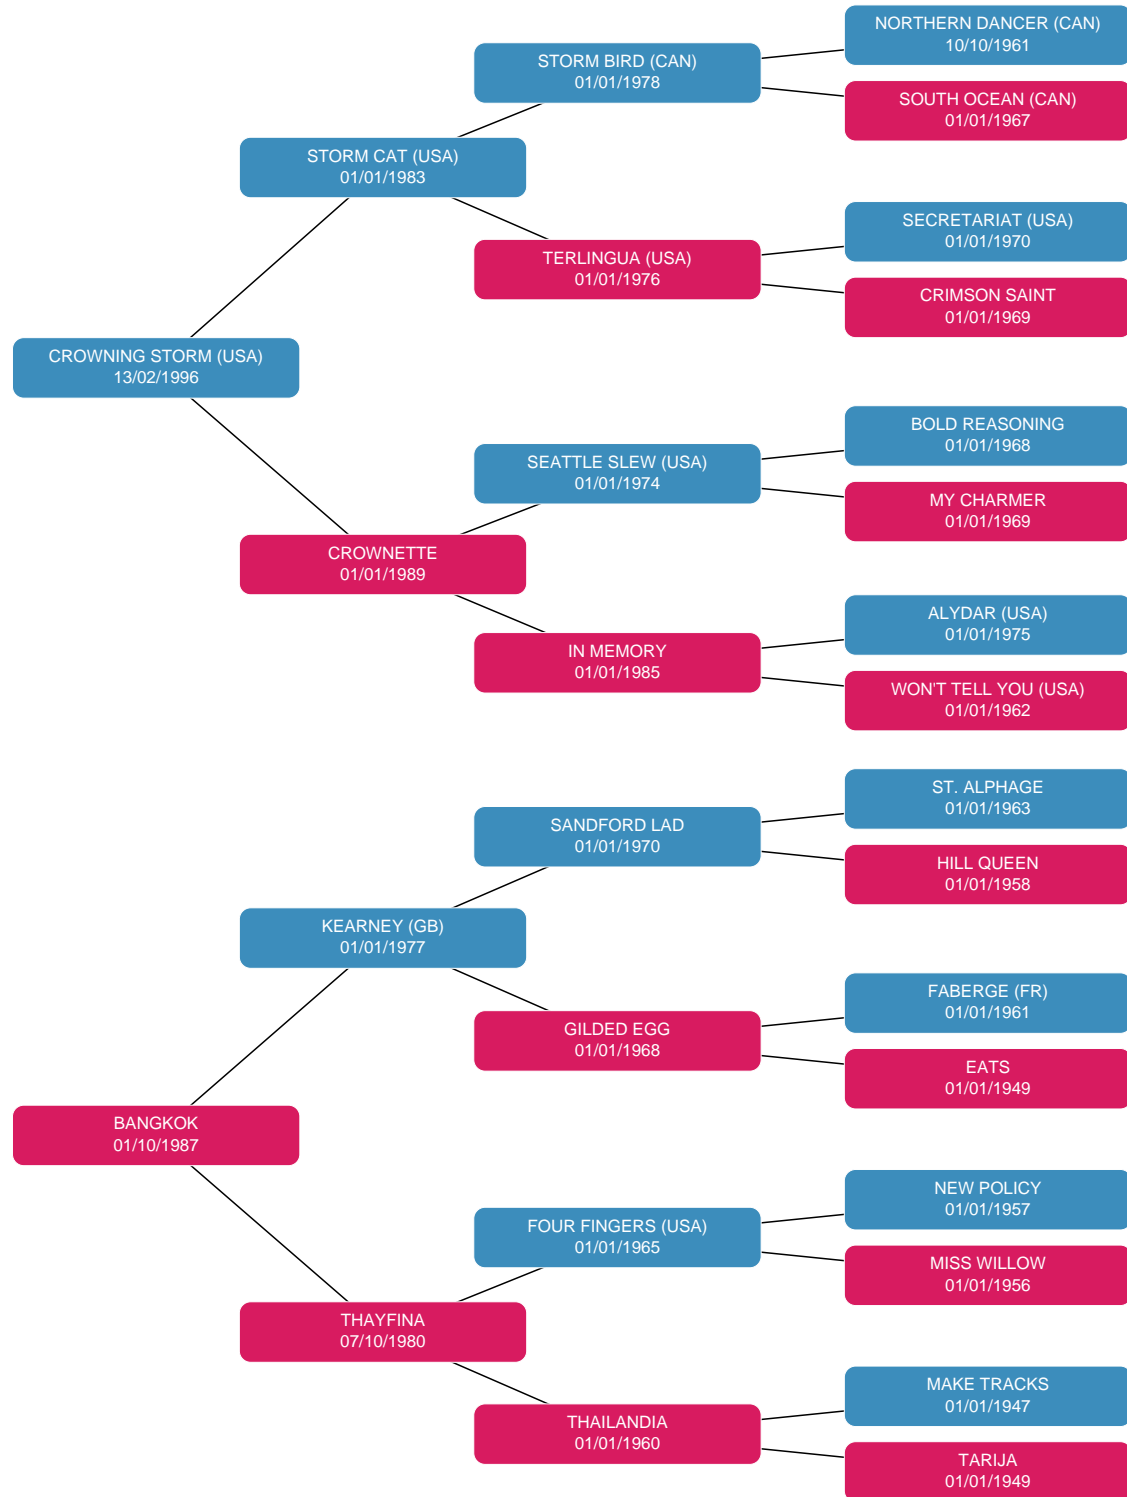 NORTHERN DANCER (CAN)
10/10/1961
STORM BIRD (CAN)
01/01/1978
SOUTH OCEAN (CAN)
01/01/1967
STORM CAT (USA)
01/01/1983
SECRETARIAT (USA)
01/01/1970
TERLINGUA (USA)
01/01/1976
CRIMSON SAINT
01/01/1969
CROWNING STORM (USA)
13/02/1996
BOLD REASONING
01/01/1968
SEATTLE SLEW (USA)
01/01/1974
MY CHARMER
01/01/1969
CROWNETTE
01/01/1989
ALYDAR (USA)
01/01/1975
IN MEMORY
01/01/1985
WON'T TELL YOU (USA)
01/01/1962
ST. ALPHAGE
01/01/1963
SANDFORD LAD
01/01/1970
HILL QUEEN
01/01/1958
KEARNEY (GB)
01/01/1977
FABERGE (FR)
01/01/1961
GILDED EGG
01/01/1968
EATS
01/01/1949
BANGKOK
01/10/1987
NEW POLICY
01/01/1957
FOUR FINGERS (USA)
01/01/1965
MISS WILLOW
01/01/1956
THAYFINA
07/10/1980
MAKE TRACKS
01/01/1947
THAILANDIA
01/01/1960
TARIJA
01/01/1949